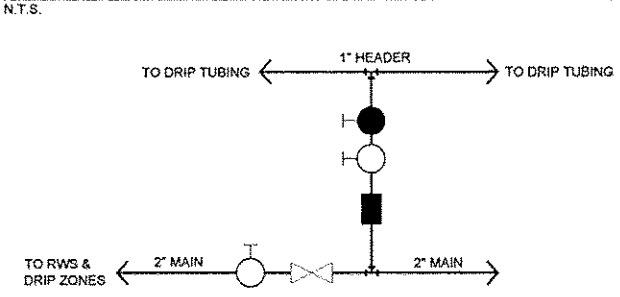 N.T.S.
1" HEADER
TO DRIP TUBING
TO DRIP TUBING
TO RWS &
DRIP ZONES
2" MAIN
2" MAIN